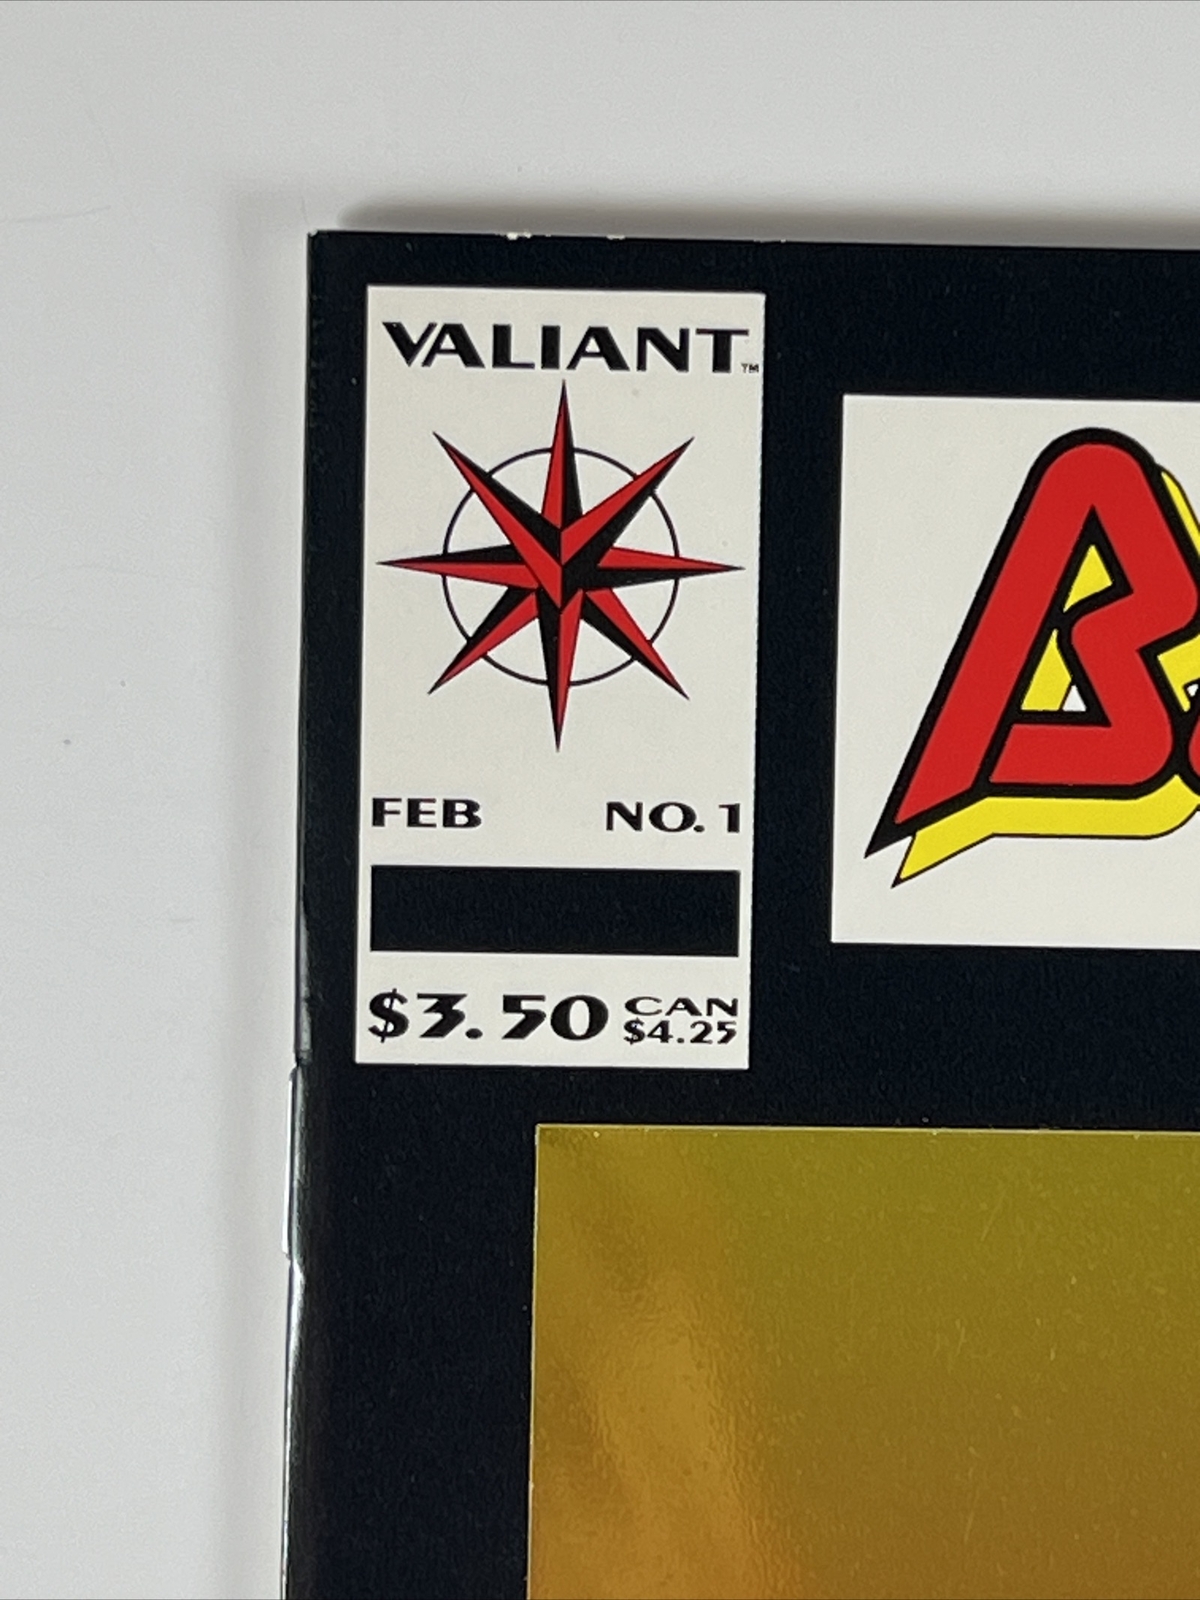 VALIANT™
FEB NO. 1
$3.50 CAN
$4.25
B